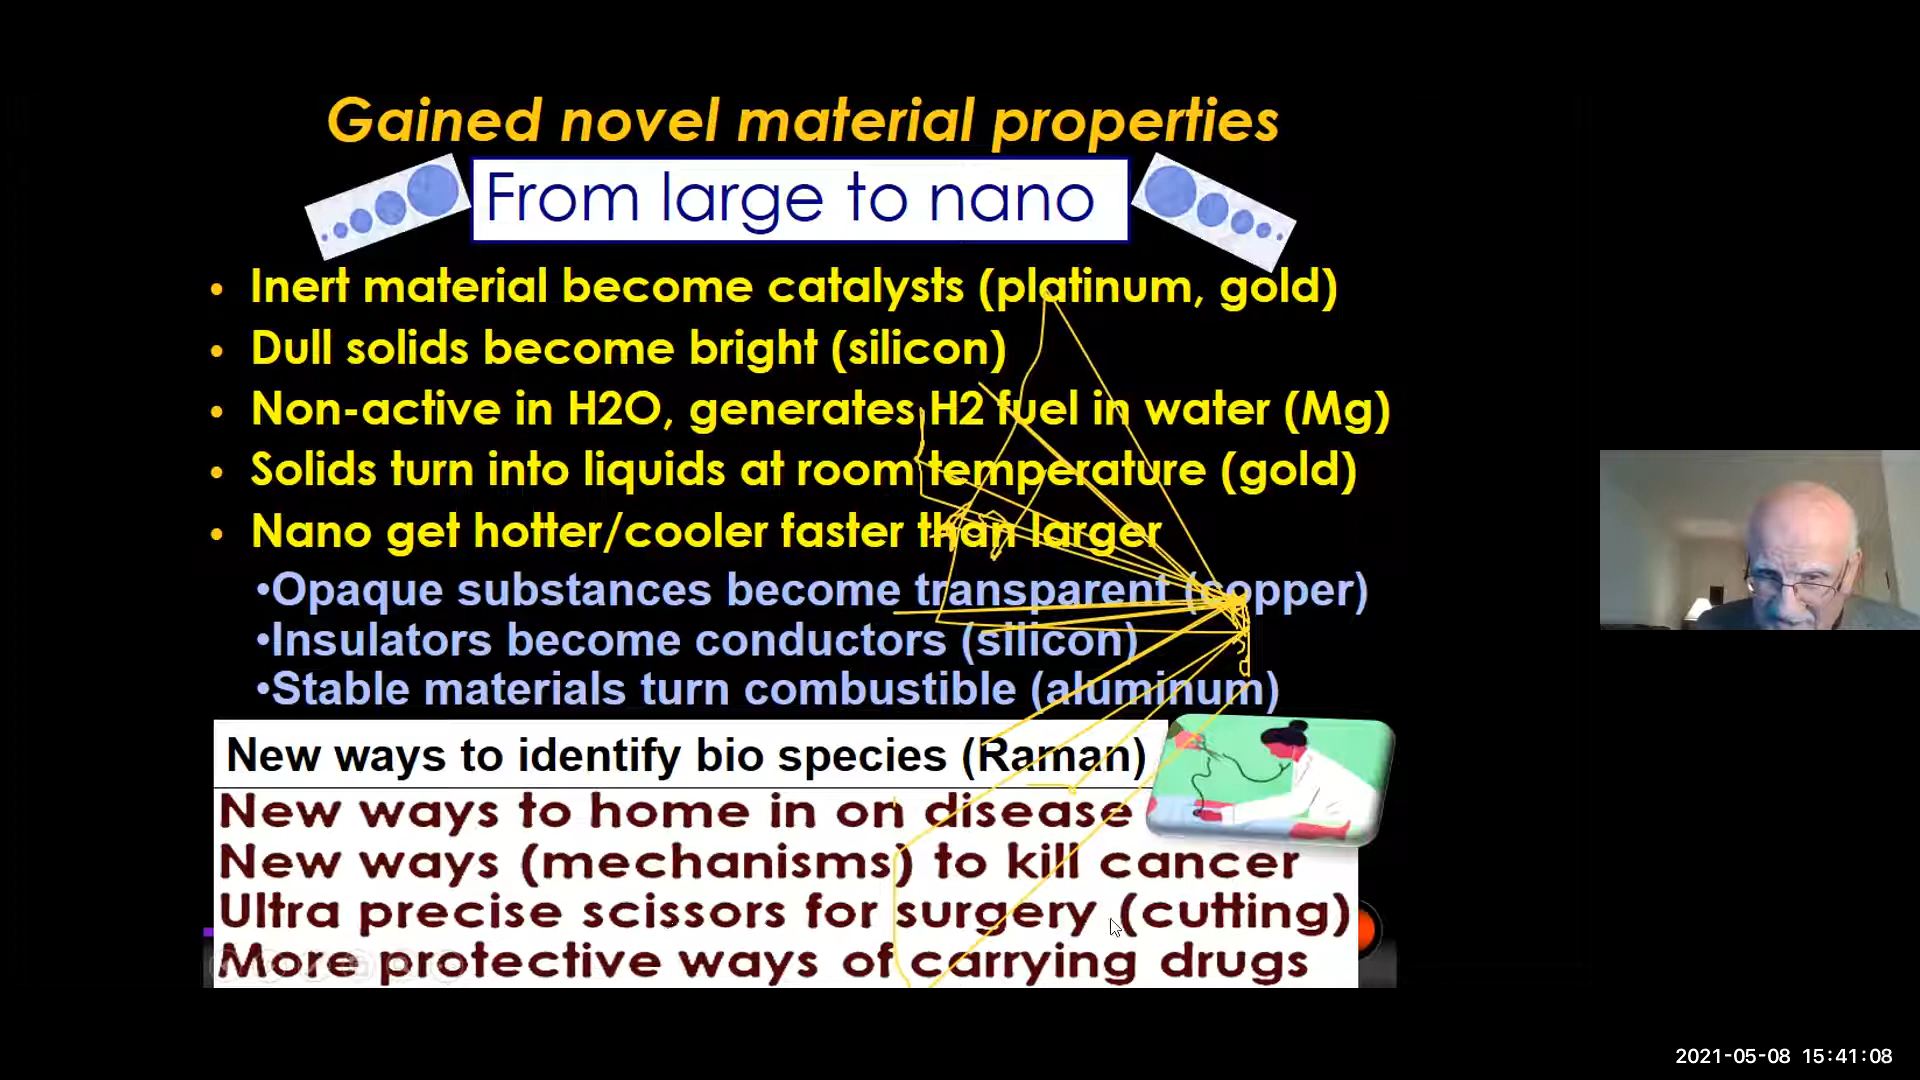 Gained novel material properties
From large to nano
• Inert material become catalysts (platinum, gold)
• Dull solids become bright (silicon)
• Non-active in H2O, generates H2 fuel in water (Mg)
• Solids turn into liquids at room temperature (gold)
• Nano get hotter/cooler faster than larger
•Opaque substances become transparent (copper)
•Insulators become conductors (silicon)
•Stable materials turn combustible (aluminum)
New ways to identify bio species (Raman)
New ways to home in on disease
New ways (mechanisms) to kill cancer
Ultra precise scissors for surgery (cutting)
More protective ways of carrying drugs
2021-05-08 15:41:08